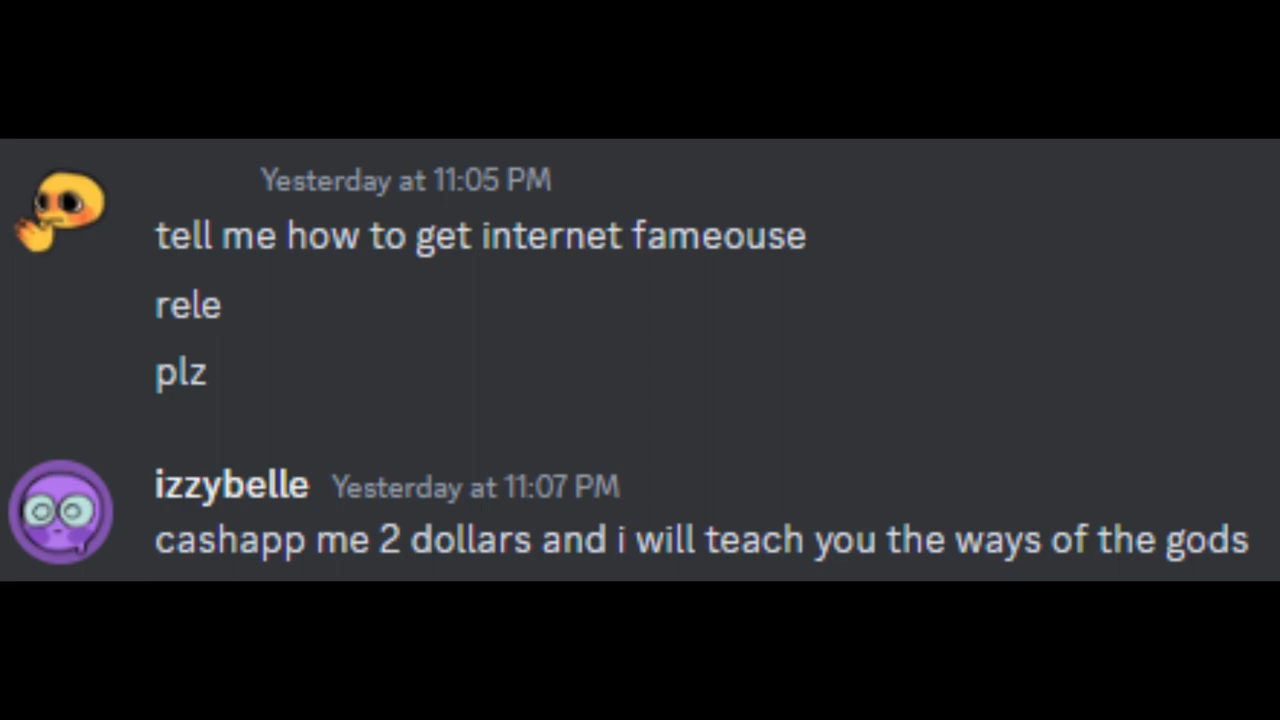 Yesterday at 11:05 PM
tell me how to get internet fameouse
rele
plz
izzybelle Yesterday at 11:07 PM
cashapp me 2 dollars and i will teach you the ways of the gods